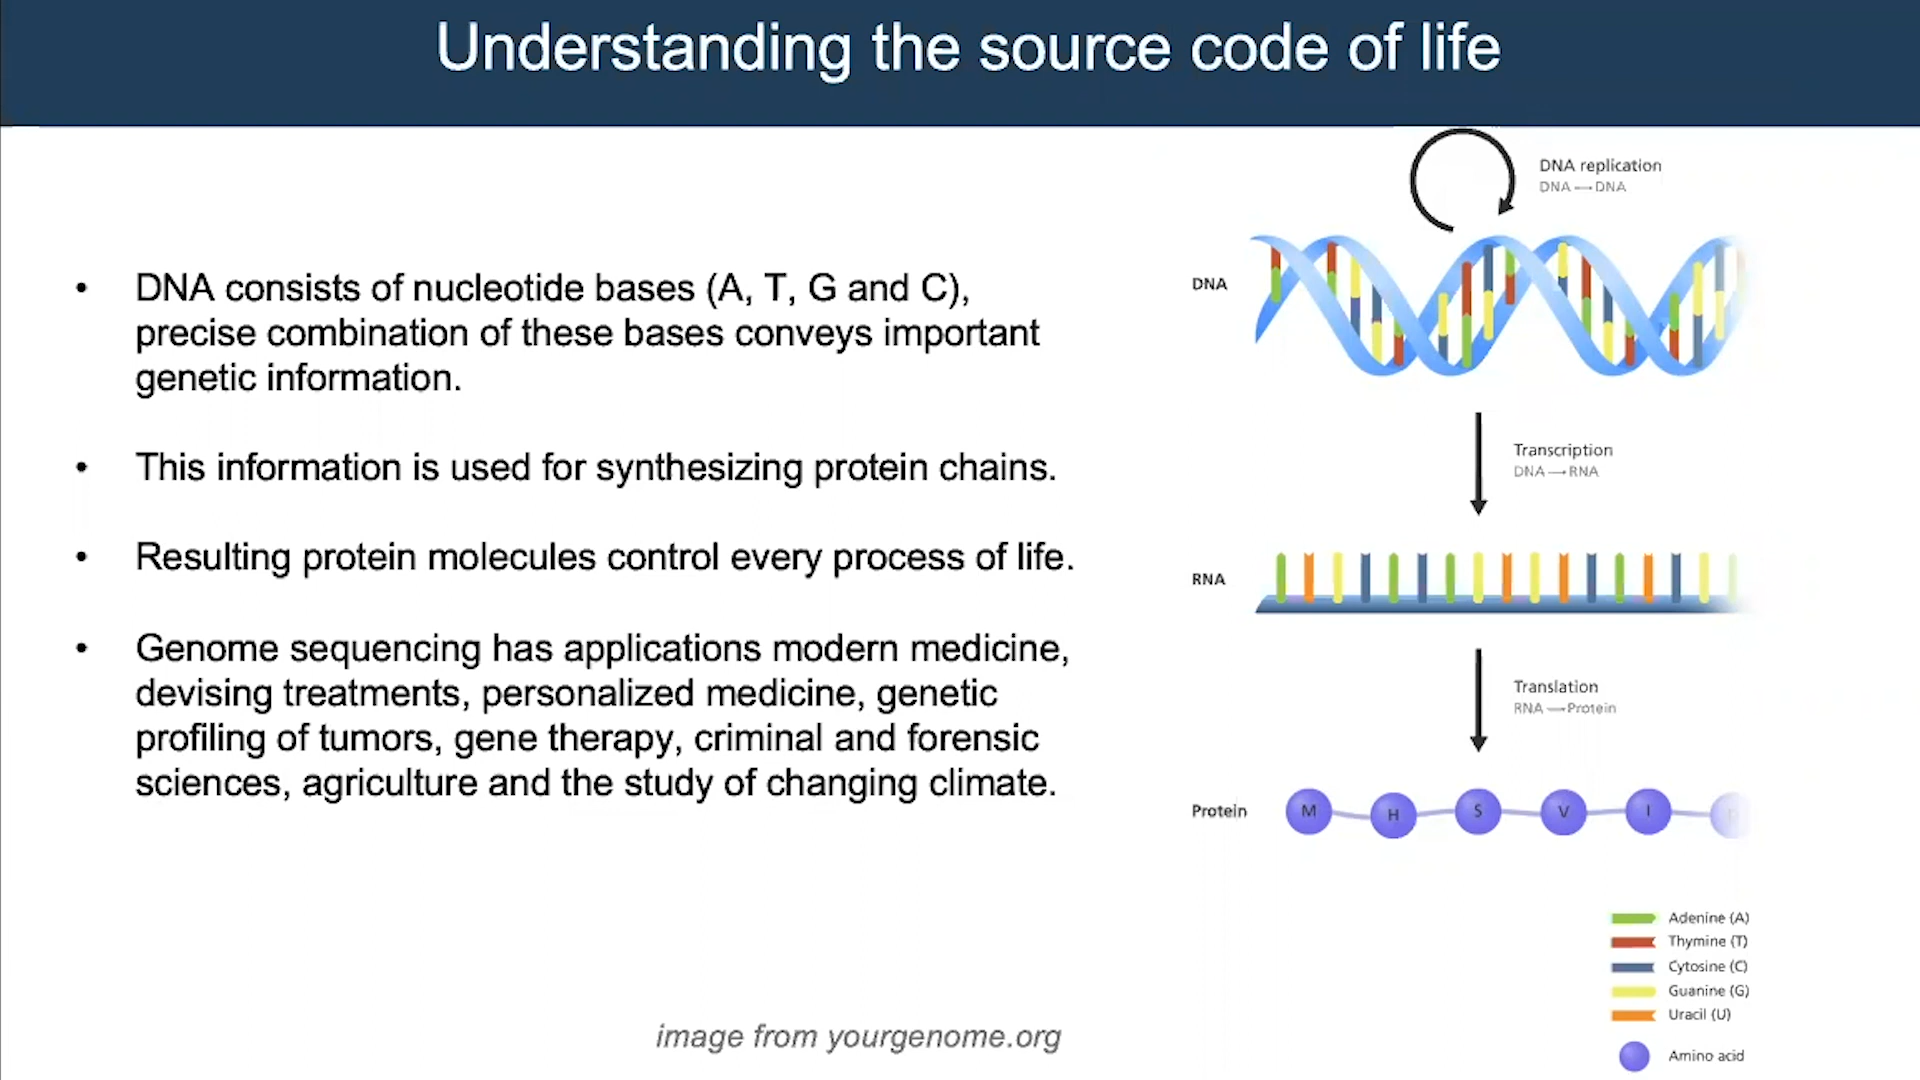 Understanding the source code of life
• DNA consists of nucleotide bases (A, T, G and C),
precise combination of these bases conveys important
genetic information.
• This information is used for synthesizing protein chains.
• Resulting protein molecules control every process of life.
• Genome sequencing has applications modern medicine,
devising treatments, personalized medicine, genetic
profiling of tumors, gene therapy, criminal and forensic
sciences, agriculture and the study of changing climate.
image from yourgenome.org
DNA replication
DNA → DNA
DNA
Transcription
DNA → RNA
RNA
Translation
RNA → Protein
Protein
M H S V I
Adenine (A)
Thymine (T)
Cytosine (C)
Guanine (G)
Uracil (U)
Amino acid